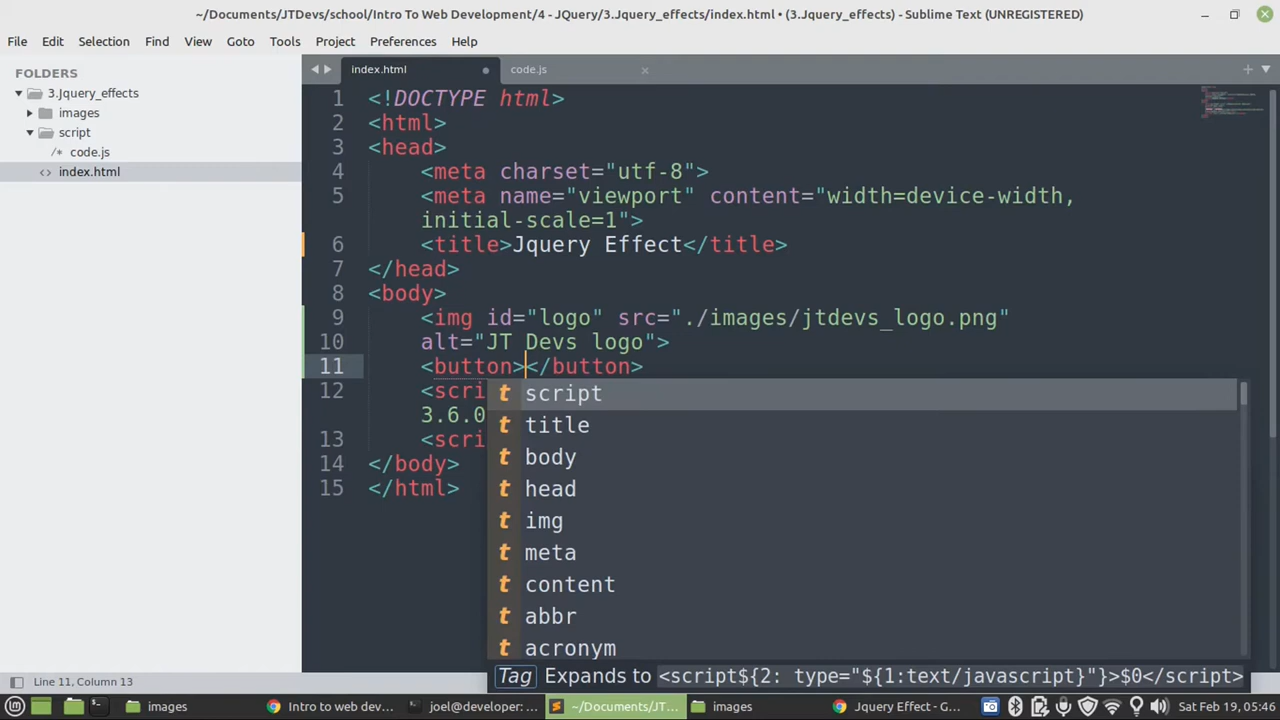 ~/Documents/JTDevs/school/Intro To Web Development/4 - JQuery/3.Jquery_effects/index.html • (3.Jquery_effects) - Sublime Text (UNREGISTERED)
File Edit Selection Find View Goto Tools Project Preferences Help
FOLDERS
3.Jquery_effects
images
script
/* code.js
<> index.html
index.html
code.js
1 <!DOCTYPE html>
2 <html>
3 <head>
4 <meta charset="utf-8">
5 <meta name="viewport" content="width=device-width,
initial-scale=1">
6 <title>Jquery Effect</title>
7 </head>
8 <body>
9 <img id="logo" src="./images/jtdevs_logo.png"
10 alt="JT Devs logo">
11 <button></button>
12 <scri
3.6.0
13 <scri
14 </body>
15 </html>
t script
t title
t body
t head
t img
t meta
t content
t abbr
t acronym
Tag Expands to <script${2: type="${1:text/javascript}"}>$0</script>
Line 11, Column 13
images
Intro to web dev...
joel@developer: ...
~/Documents/JT...
images
Jquery Effect - G...
Sat Feb 19, 05:46